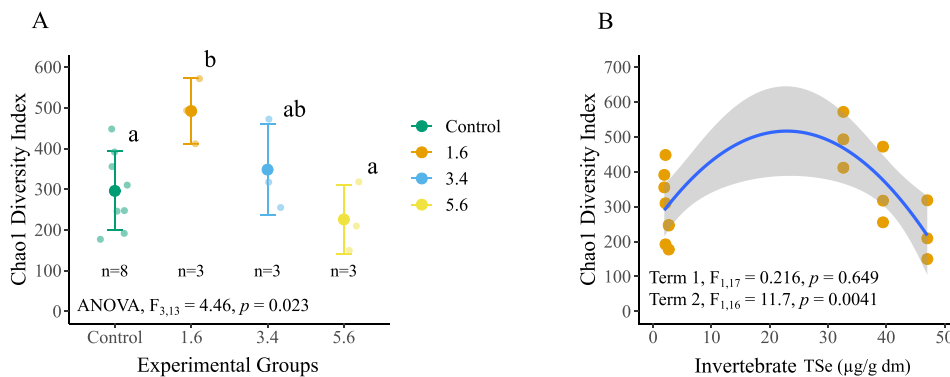 A
Chao1 Diversity Index
600
500
400
300
200
100
0
a
b
ab
a
n=8
n=3
n=3
n=3
ANOVA, F3,13 = 4.46, p = 0.023
Control
1.6
3.4
5.6
Experimental Groups
Control
1.6
3.4
5.6
B
Chao1 Diversity Index
700
600
500
400
300
200
100
0
Term 1, F1,17 = 0.216, p = 0.649
Term 2, F1,16 = 11.7, p = 0.0041
0
10
20
30
40
50
Invertebrate TSe (µg/g dm)